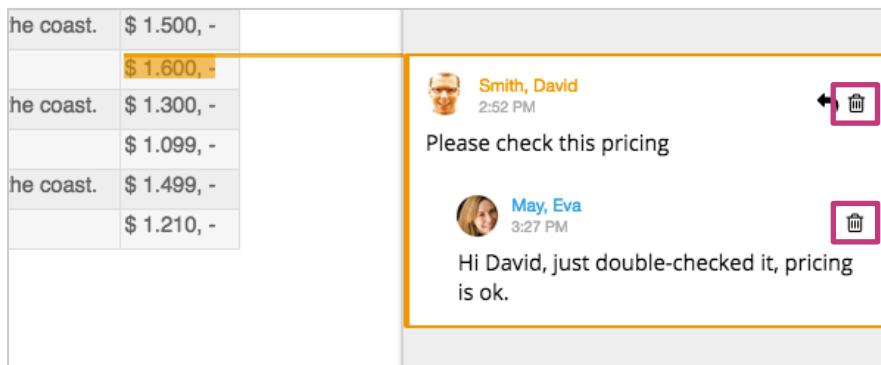 he coast. $ 1.500, -
$ 1.600, -
he coast. $ 1.300, -
$ 1.099, -
he coast. $ 1.499, -
$ 1.210, -
Smith, David
2:52 PM
Please check this pricing
May, Eva
3:27 PM
Hi David, just double-checked it, pricing
is ok.